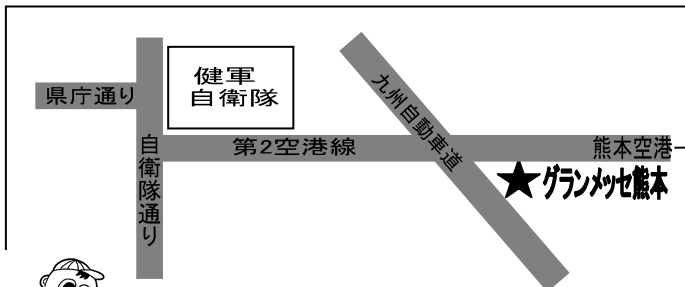 健軍
自衛隊
県庁通り
自衛隊通り
第2空港線
九州自動車道
熊本空港
グランメッセ熊本